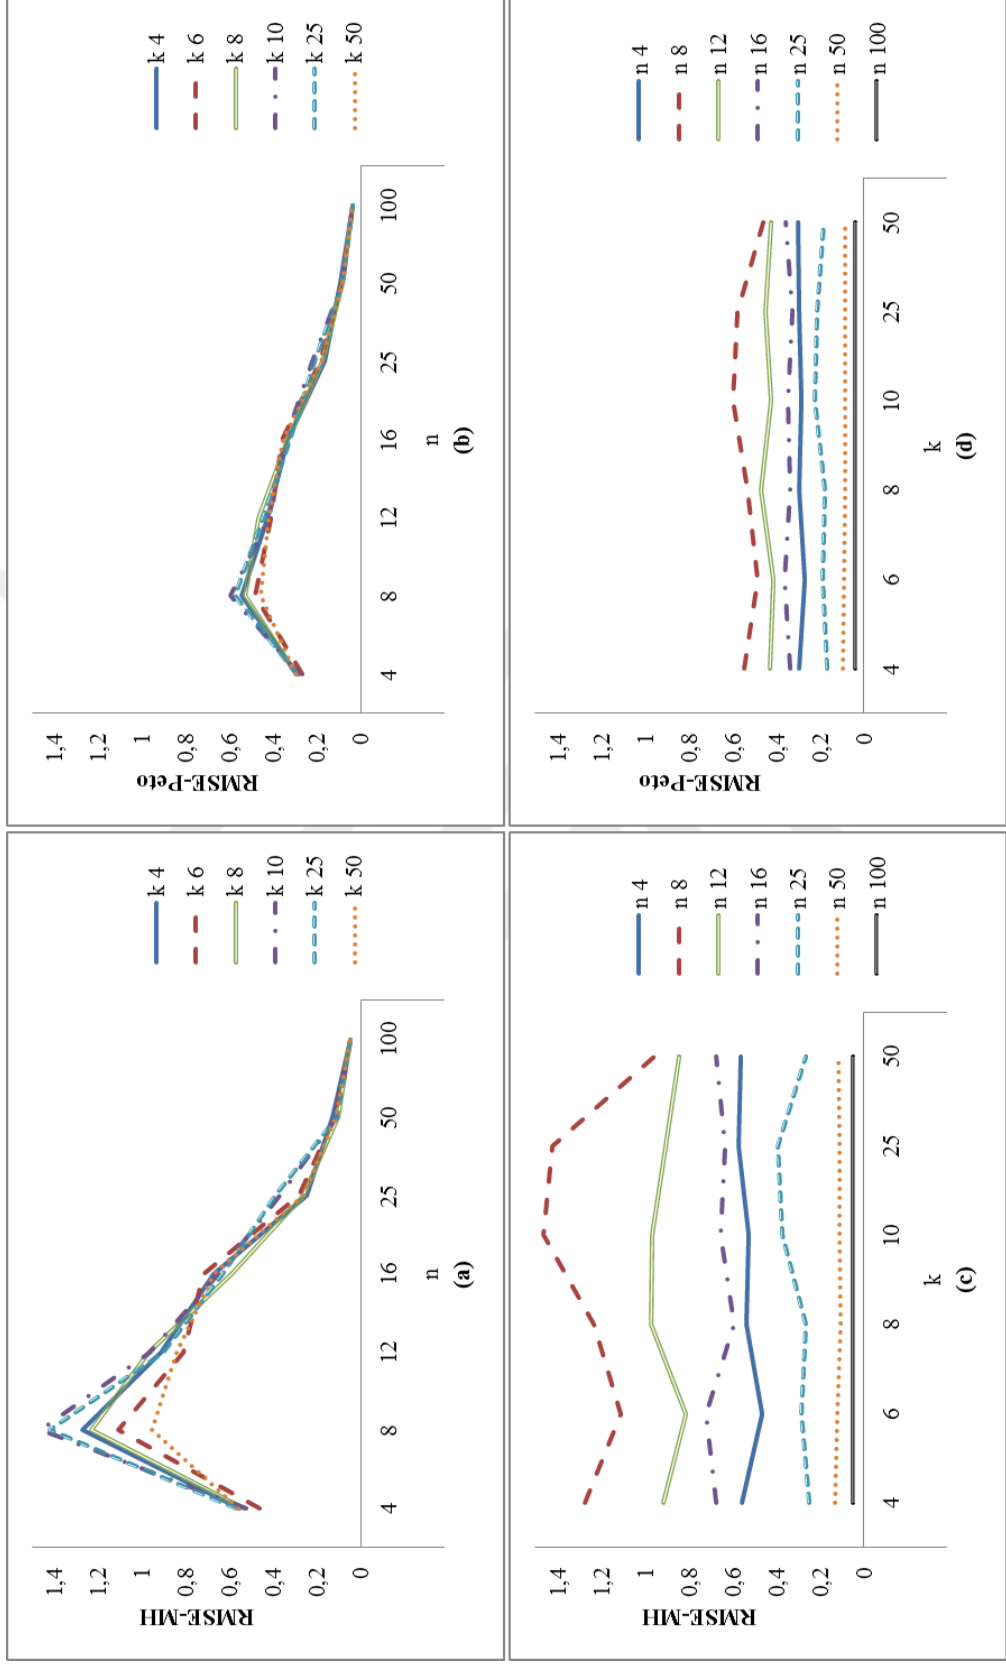 RMSE-MH
1,4
1,2
1
0,8
0,6
0,4
0,2
0
4
8
12
16
25
50
100
n
(a)
k 4
k 6
k 8
k 10
k 25
k 50
RMSE-Peto
1,4
1,2
1
0,8
0,6
0,4
0,2
0
4
8
12
16
25
50
100
n
(b)
k 4
k 6
k 8
k 10
k 25
k 50
RMSE-MH
1,4
1,2
1
0,8
0,6
0,4
0,2
0
4
6
8
10
25
50
k
(c)
n 4
n 8
n 12
n 16
n 25
n 50
n 100
RMSE-Peto
1,4
1,2
1
0,8
0,6
0,4
0,2
0
4
6
8
10
25
50
k
(d)
n 4
n 8
n 12
n 16
n 25
n 50
n 100